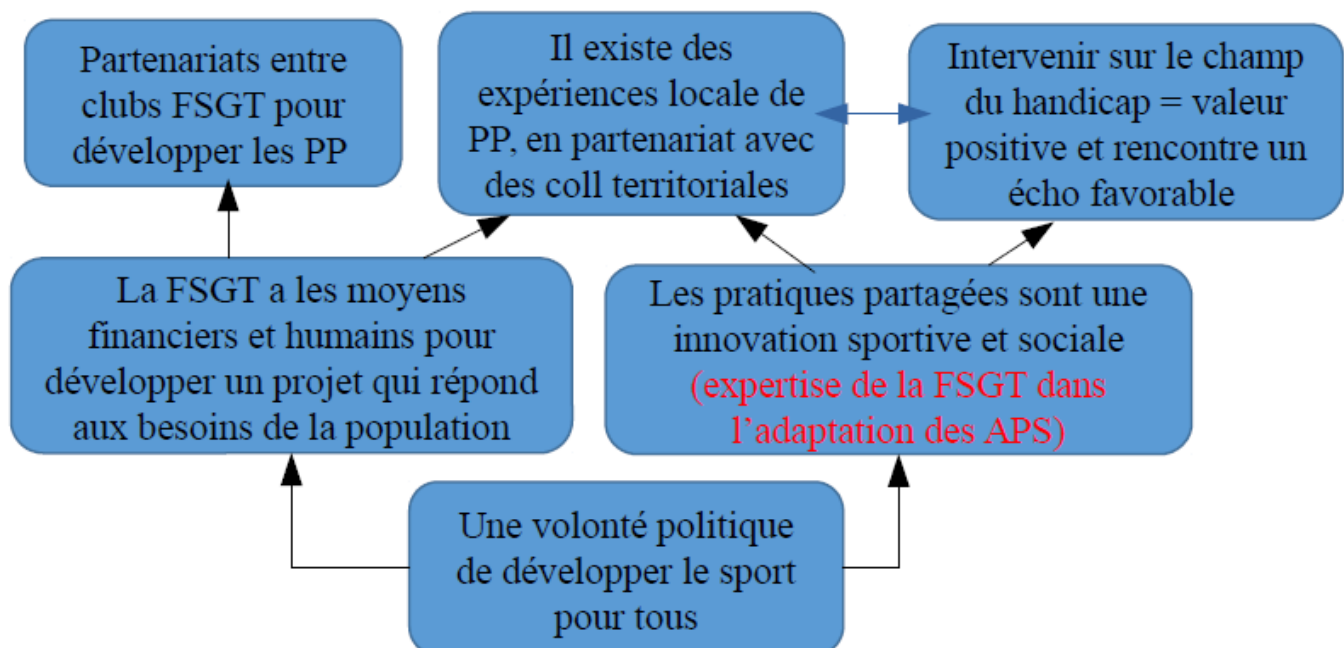 Partenariats entre
clubs FSGT pour
développer les PP
Il existe des
expériences locale de
PP, en partenariat avec
des coll territoriales
Intervenir sur le champ
du handicap = valeur
positive et rencontre un
écho favorable
La FSGT a les moyens
financiers et humains pour
développer un projet qui répond
aux besoins de la population
Les pratiques partagées sont une
innovation sportive et sociale
(expertise de la FSGT dans
l’adaptation des APS)
Une volonté politique
de développer le sport
pour tous